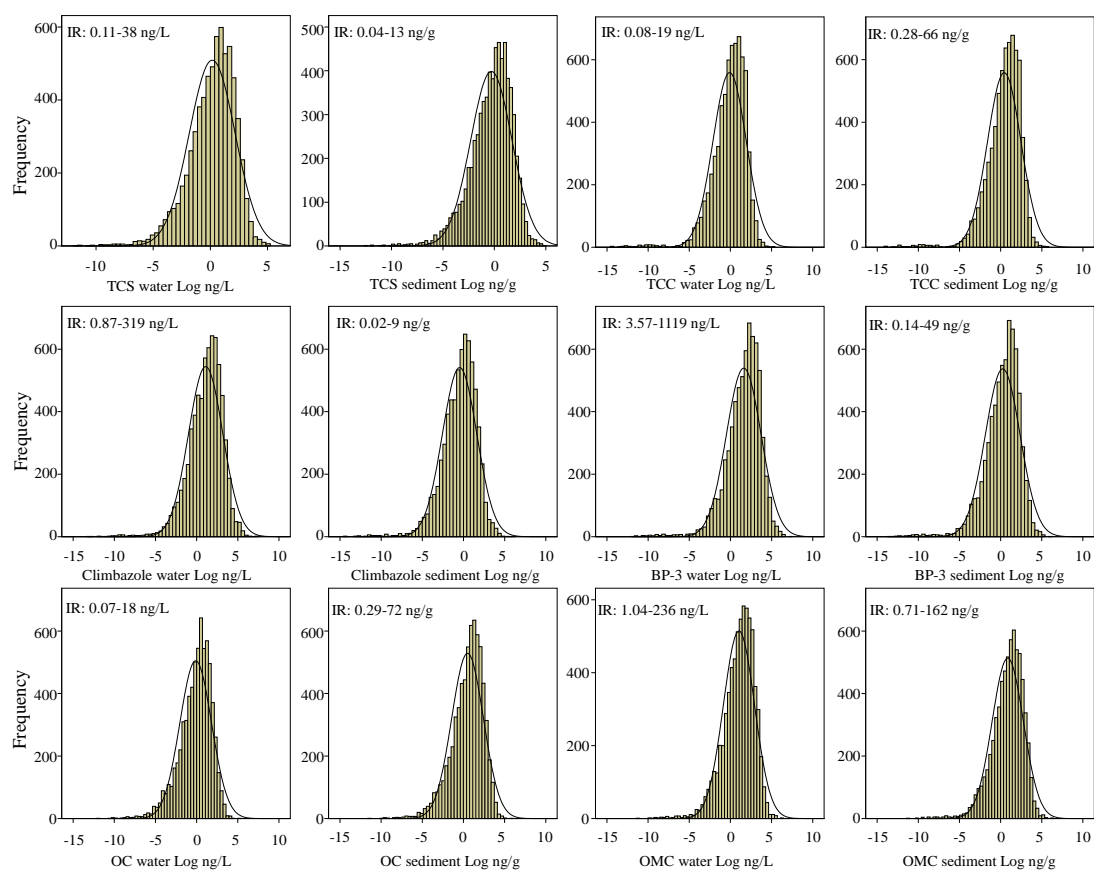 IR: 0.11-38 ng/L
600
400
200
0
Frequency
-10 -5 0 5
TCS water Log ng/L
IR: 0.04-13 ng/g
500
400
300
200
100
0
-15 -10 -5 0 5
TCS sediment Log ng/g
IR: 0.08-19 ng/L
600
400
200
0
-15 -10 -5 0 5 10
TCC water Log ng/L
IR: 0.28-66 ng/g
600
400
200
0
-15 -10 -5 0 5 10
TCC sediment Log ng/g
IR: 0.87-319 ng/L
600
400
200
0
Frequency
-15 -10 -5 0 5 10
Climbazole water Log ng/L
IR: 0.02-9 ng/g
600
400
200
0
-15 -10 -5 0 5 10
Climbazole sediment Log ng/g
IR: 3.57-1119 ng/L
600
400
200
0
-15 -10 -5 0 5 10
BP-3 water Log ng/L
IR: 0.14-49 ng/g
600
400
200
0
-15 -10 -5 0 5 10
BP-3 sediment Log ng/g
IR: 0.07-18 ng/L
600
400
200
0
Frequency
-15 -10 -5 0 5 10
OC water Log ng/L
IR: 0.29-72 ng/g
600
400
200
0
-15 -10 -5 0 5 10
OC sediment Log ng/g
IR: 1.04-236 ng/L
600
400
200
0
-15 -10 -5 0 5 10
OMC water Log ng/L
IR: 0.71-162 ng/g
600
400
200
0
-15 -10 -5 0 5 10
OMC sediment Log ng/g